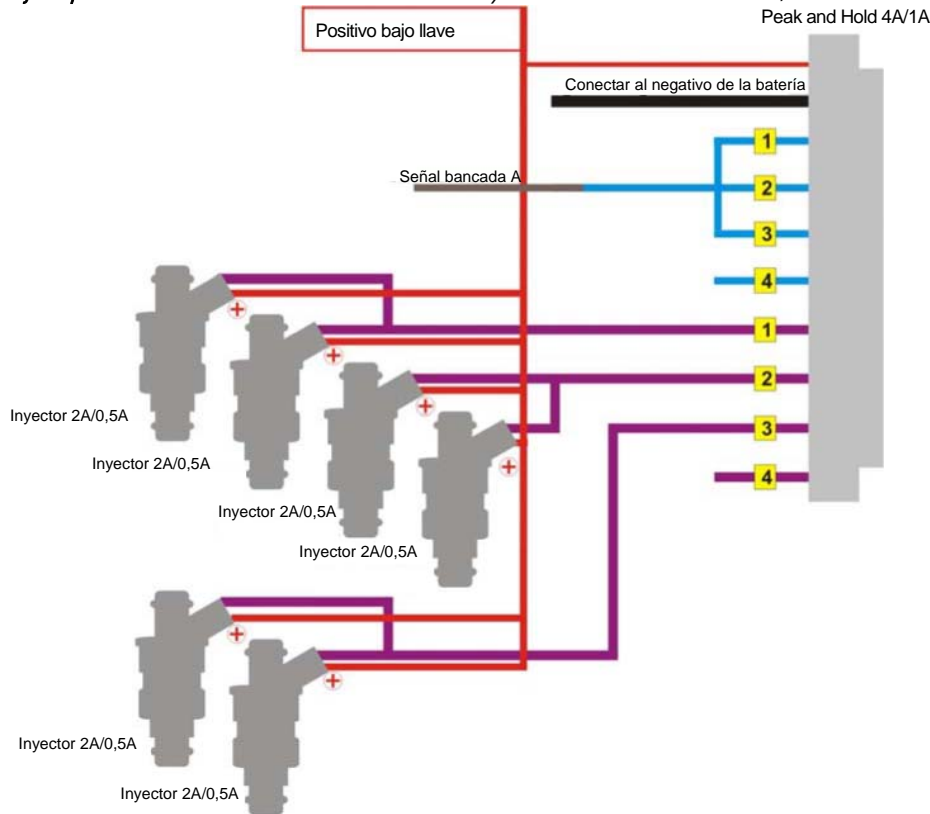 Peak and Hold 4A/1A
Positivo bajo llave
Conectar al negativo de la batería
1
Señal bancada A
2
3
4
1
2
3
4
Inyector 2A/0,5A
Inyector 2A/0,5A
Inyector 2A/0,5A
Inyector 2A/0,5A
Inyector 2A/0,5A
Inyector 2A/0,5A